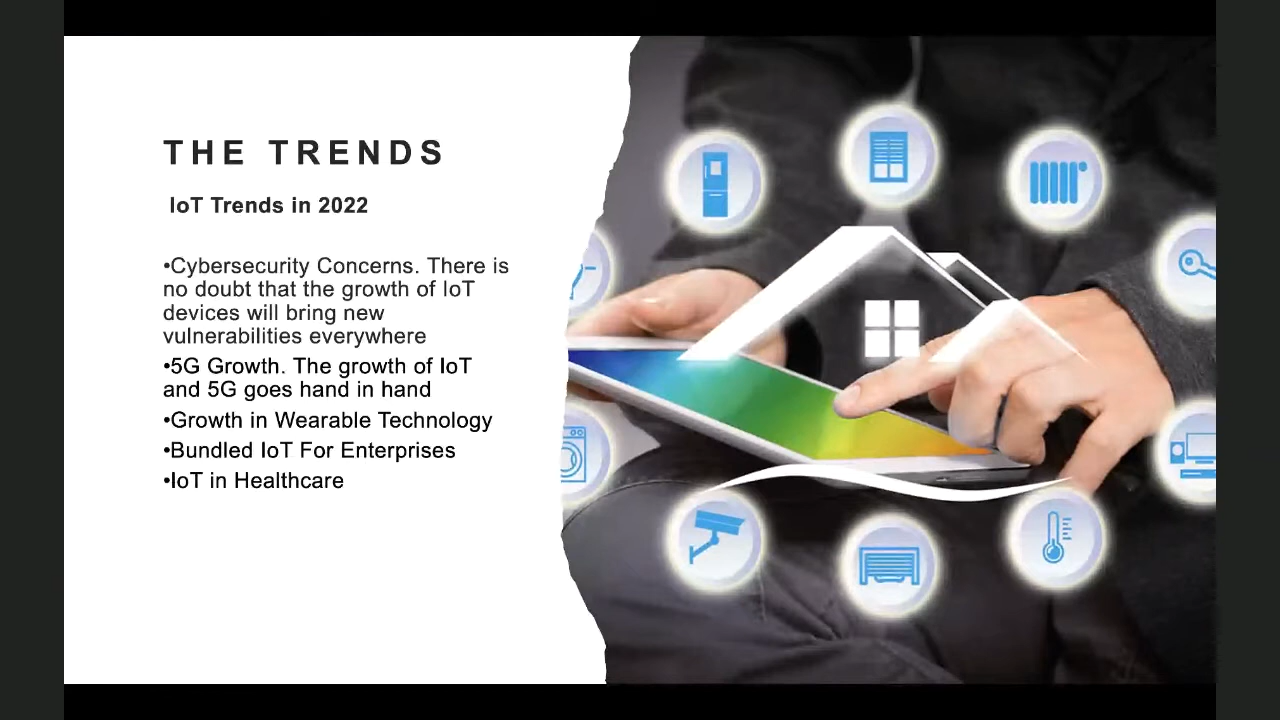 THE TRENDS
IoT Trends in 2022
•Cybersecurity Concerns. There is
no doubt that the growth of IoT
devices will bring new
vulnerabilities everywhere
•5G Growth. The growth of IoT
and 5G goes hand in hand
•Growth in Wearable Technology
•Bundled IoT For Enterprises
•IoT in Healthcare